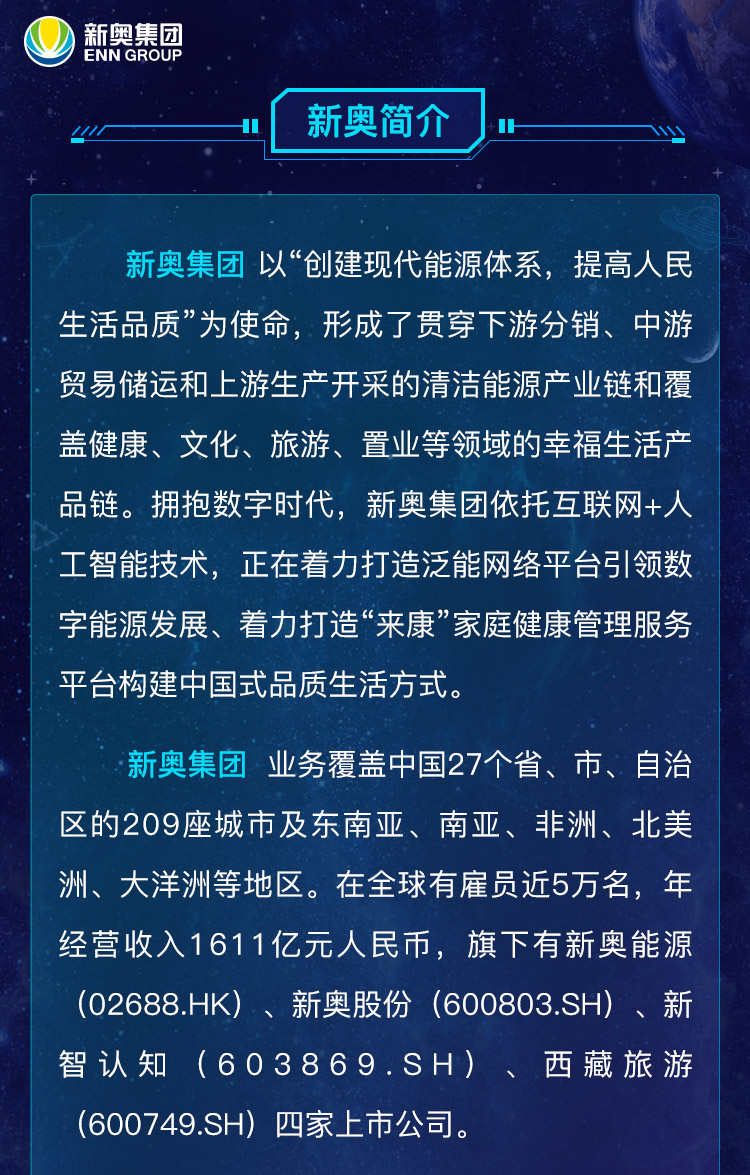 新奥集团
ENN GROUP
新奥简介
新奥集团 以“创建现代能源体系，提高人民
生活品质”为使命，形成了贯穿下游分销、中游
贸易储运和上游生产开采的清洁能源产业链和覆
盖健康、文化、旅游、置业等领域的幸福生活产
品链。拥抱数字时代，新奥集团依托互联网+人
工智能技术，正在着力打造泛能网络平台引领数
字能源发展、着力打造“来康”家庭健康管理服务
平台构建中国式品质生活方式。
新奥集团 业务覆盖中国27个省、市、自治
区的209座城市及东南亚、南亚、非洲、北美
洲、大洋洲等地区。在全球有雇员近5万名，年
经营收入1611亿元人民币，旗下有新奥能源
（02688.HK）、新奥股份（600803.SH）、新
智认知（603869.SH）、西藏旅游
（600749.SH）四家上市公司。